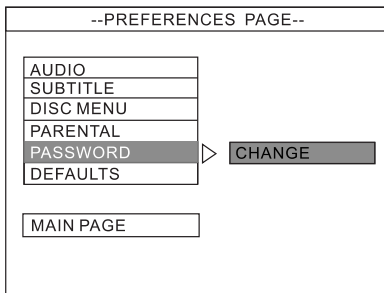 --PREFERENCES PAGE--
AUDIO
SUBTITLE
DISC MENU
PARENTAL
PASSWORD CHANGE
DEFAULTS
MAIN PAGE